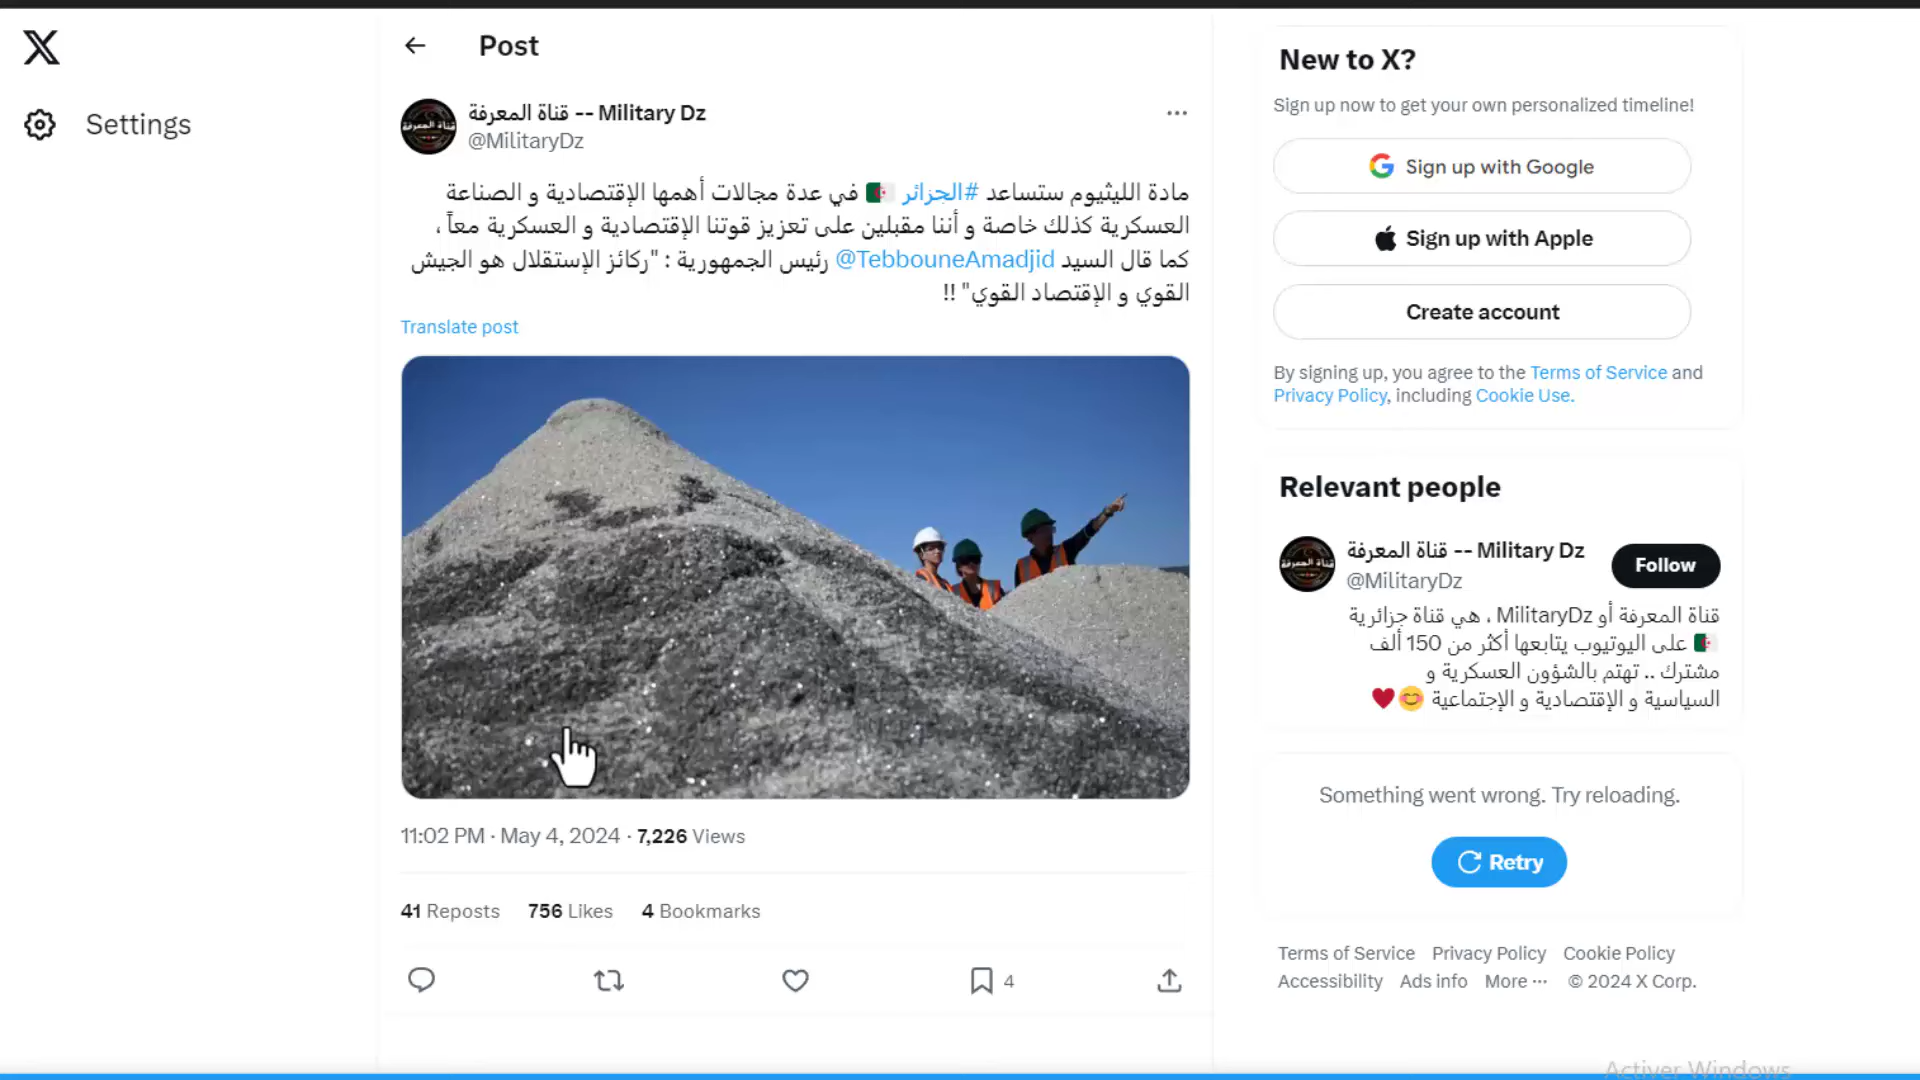 Settings
Post
قناة المعرفة -- Military Dz
@MilitaryDz
مادة الليثيوم ستساعد #الجزائر 🇩🇿 في عدة مجالات أهمها الإقتصادية و الصناعة
العسكرية كذلك خاصة و أننا مقبلين على تعزيز قوتنا الإقتصادية و العسكرية معاً ،
كما قال السيد @TebbouneAmadjid رئيس الجمهورية : "ركائز الإستقلال هو الجيش
القوي و الإقتصاد القوي" !!
Translate post
11:02 PM · May 4, 2024 · 7,226 Views
41 Reposts 756 Likes 4 Bookmarks
4
New to X?
Sign up now to get your own personalized timeline!
Sign up with Google
Sign up with Apple
Create account
By signing up, you agree to the Terms of Service and
Privacy Policy, including Cookie Use.
Relevant people
قناة المعرفة -- Military Dz
@MilitaryDz
Follow
قناة المعرفة أو MilitaryDz ، هي قناة جزائرية
🇩🇿 على اليوتيوب يتابعها أكثر من 150 ألف
مشترك .. تهتم بالشؤون العسكرية و
السياسية و الإقتصادية و الإجتماعية 😊♥
Something went wrong. Try reloading.
Retry
Terms of Service Privacy Policy Cookie Policy
Accessibility Ads info More ··· © 2024 X Corp.
Activer Windows